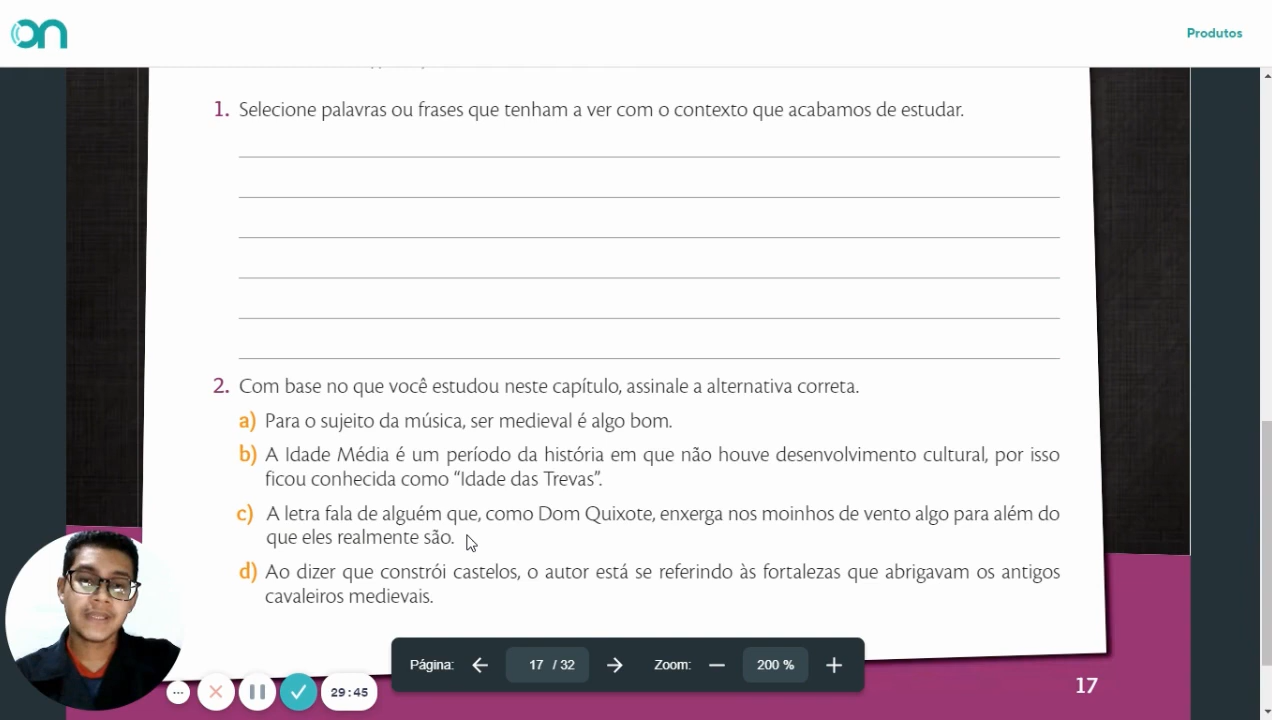 on
Produtos
1. Selecione palavras ou frases que tenham a ver com o contexto que acabamos de estudar.
2. Com base no que você estudou neste capítulo, assinale a alternativa correta.
a) Para o sujeito da música, ser medieval é algo bom.
b) A Idade Média é um período da história em que não houve desenvolvimento cultural, por isso
ficou conhecida como “Idade das Trevas”.
c) A letra fala de alguém que, como Dom Quixote, enxerga nos moinhos de vento algo para além do
que eles realmente são.
d) Ao dizer que constrói castelos, o autor está se referindo às fortalezas que abrigavam os antigos
cavaleiros medievais.
Página: 17 / 32 Zoom: 200 %
29:45
17